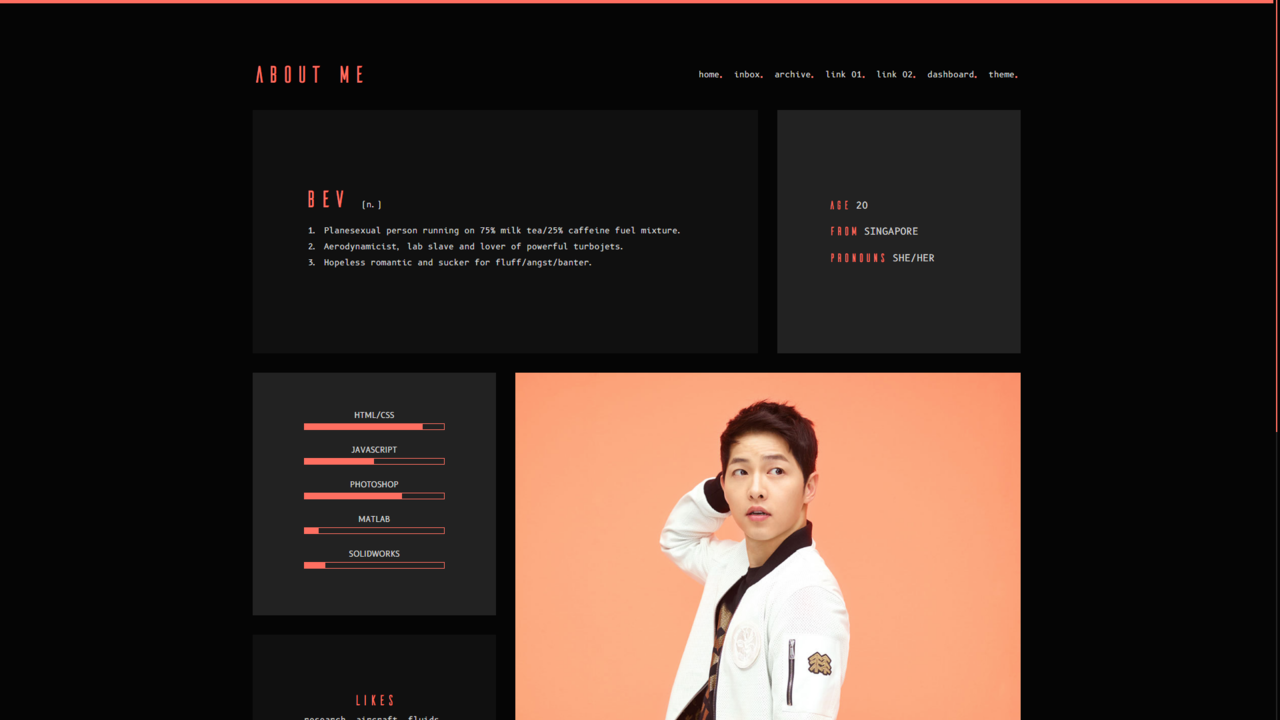 ABOUT ME
home. inbox. archive. link 01. link 02. dashboard. theme.
BEV [n.]
1. Planesexual person running on 75% milk tea/25% caffeine fuel mixture.
2. Aerodynamicist, lab slave and lover of powerful turbojets.
3. Hopeless romantic and sucker for fluff/angst/banter.
AGE 20
FROM SINGAPORE
PRONOUNS SHE/HER
HTML/CSS
JAVASCRIPT
PHOTOSHOP
MATLAB
SOLIDWORKS
LIKES
research, aircraft, fluids